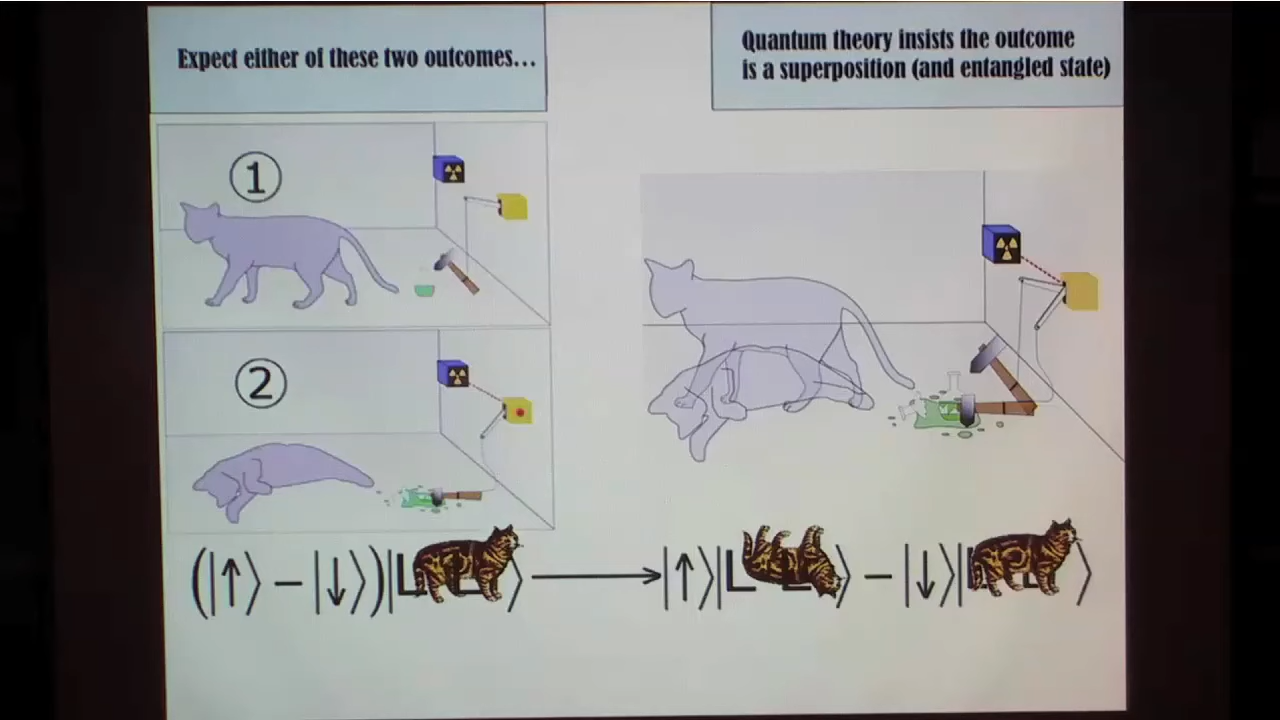 Expect either of these two outcomes...
Quantum theory insists the outcome
is a superposition (and entangled state)
1
2
(|↑⟩ − |↓⟩)|L L⟩ ⟶ |↑⟩|L L⟩ − |↓⟩|L L⟩